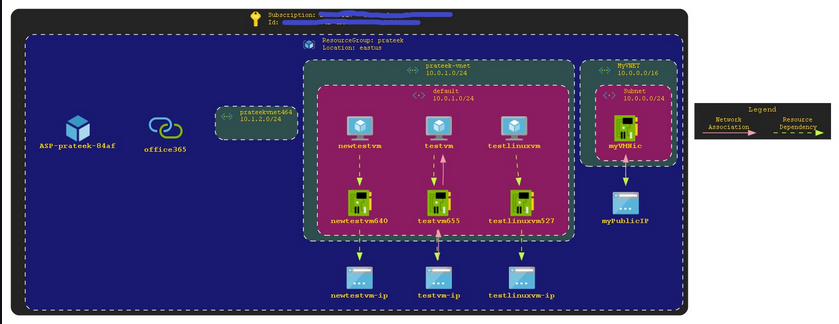 Subscription:
Id:
ResourceGroup: prateek
Location: eastus
prateek-vnet
10.0.1.0/24
MyVNET
10.0.0.0/16
default
10.0.1.0/24
Subnet
10.0.0.0/24
prateekvnet464
10.1.2.0/24
Legend
Network
Association
Resource
Dependency
ASP-prateek-84af
office365
newtestvm
testvm
testlinuxvm
myVMNic
newtestvm640
testvm655
testlinuxvm527
myPublicIP
newtestvm-ip
testvm-ip
testlinuxvm-ip